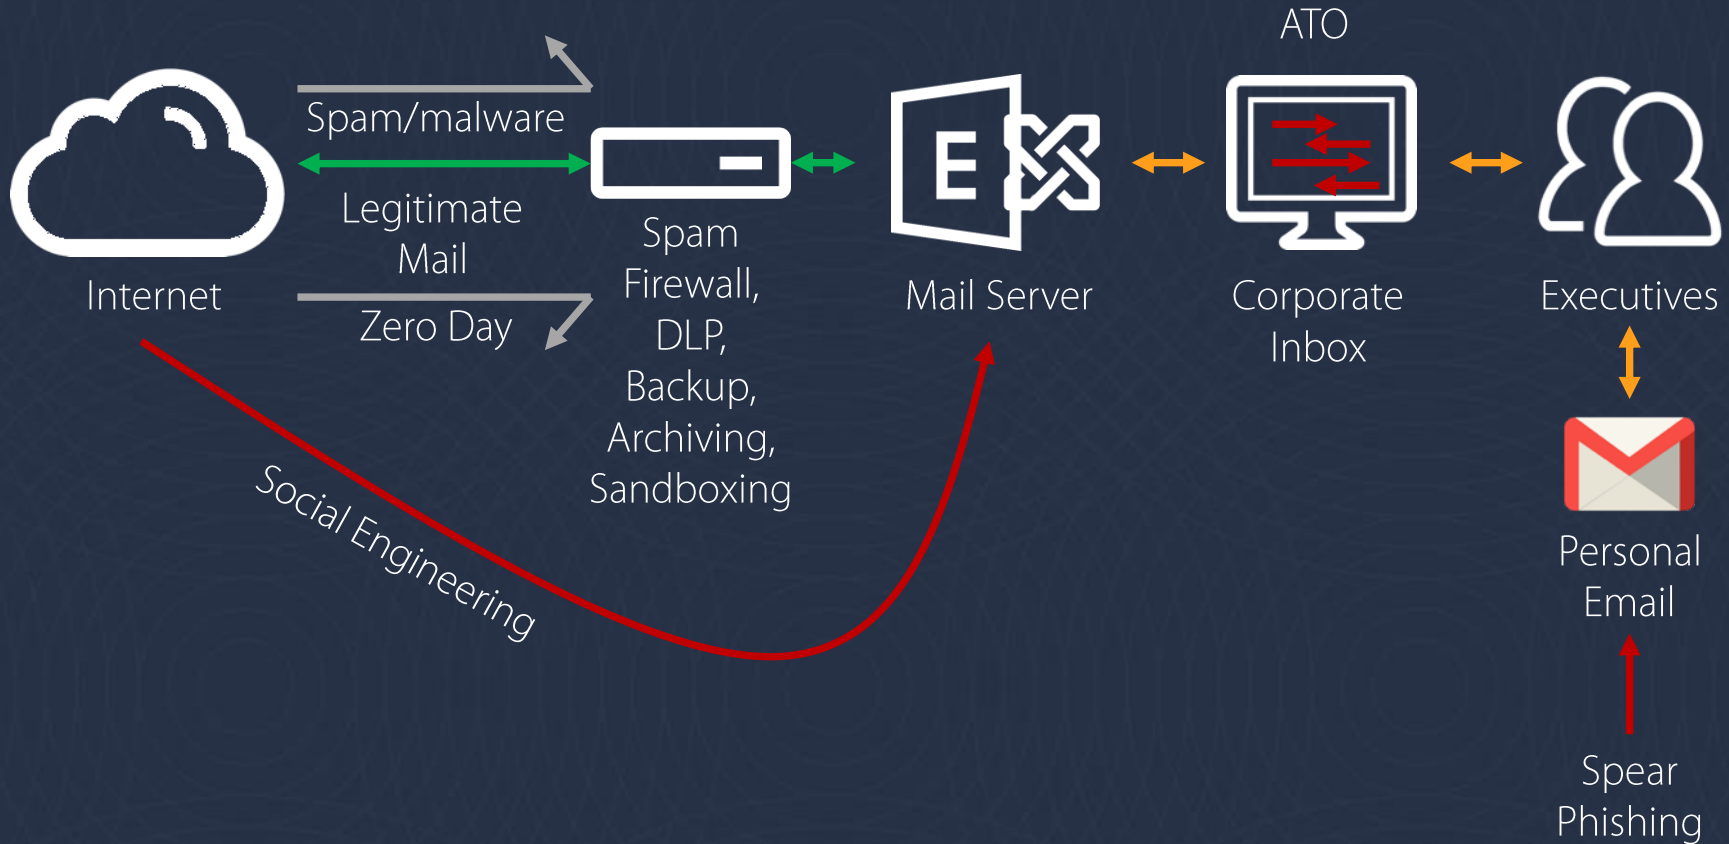 ATO
Spam/malware
Legitimate
Mail
Zero Day
Internet
Spam
Firewall,
DLP,
Backup,
Archiving,
Sandboxing
E
Mail Server
Corporate
Inbox
Executives
Social Engineering
Personal
Email
Spear
Phishing